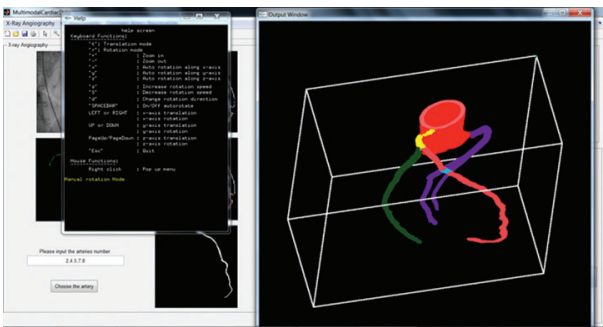 MultimodalCardiac
X-Ray Angiography
X-ray Angiography
Help
help screen
Keyboard Functions:
"t": Translation mode
"r": Rotation mode
: Zoom in
: Zoom out
"x" : Auto rotation along x-axis
"y" : Auto rotation along y-axis
"z" : Auto rotation along z-axis
: Increase rotation speed
: Decrease rotation speed
"d" : Change rotation direction
"SPACEBAR" : On/Off autorotate
LEFT or RIGHT : x-axis translation
x-axis rotation
UP or DOWN : y-axis translation
y-axis rotation
PageUp/PageDown : z-axis translation
z-axis rotation
"Esc" : Quit
Mouse Functions:
Right click : Pop up menu
Manual rotation Mode
Please input the arteries number
2,4,5,7,8
Choose the artery
Output Window